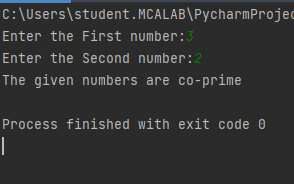 C:\Users\student.MCALAB\PycharmProjec
Enter the First number:3
Enter the Second number:2
The given numbers are co-prime
Process finished with exit code 0